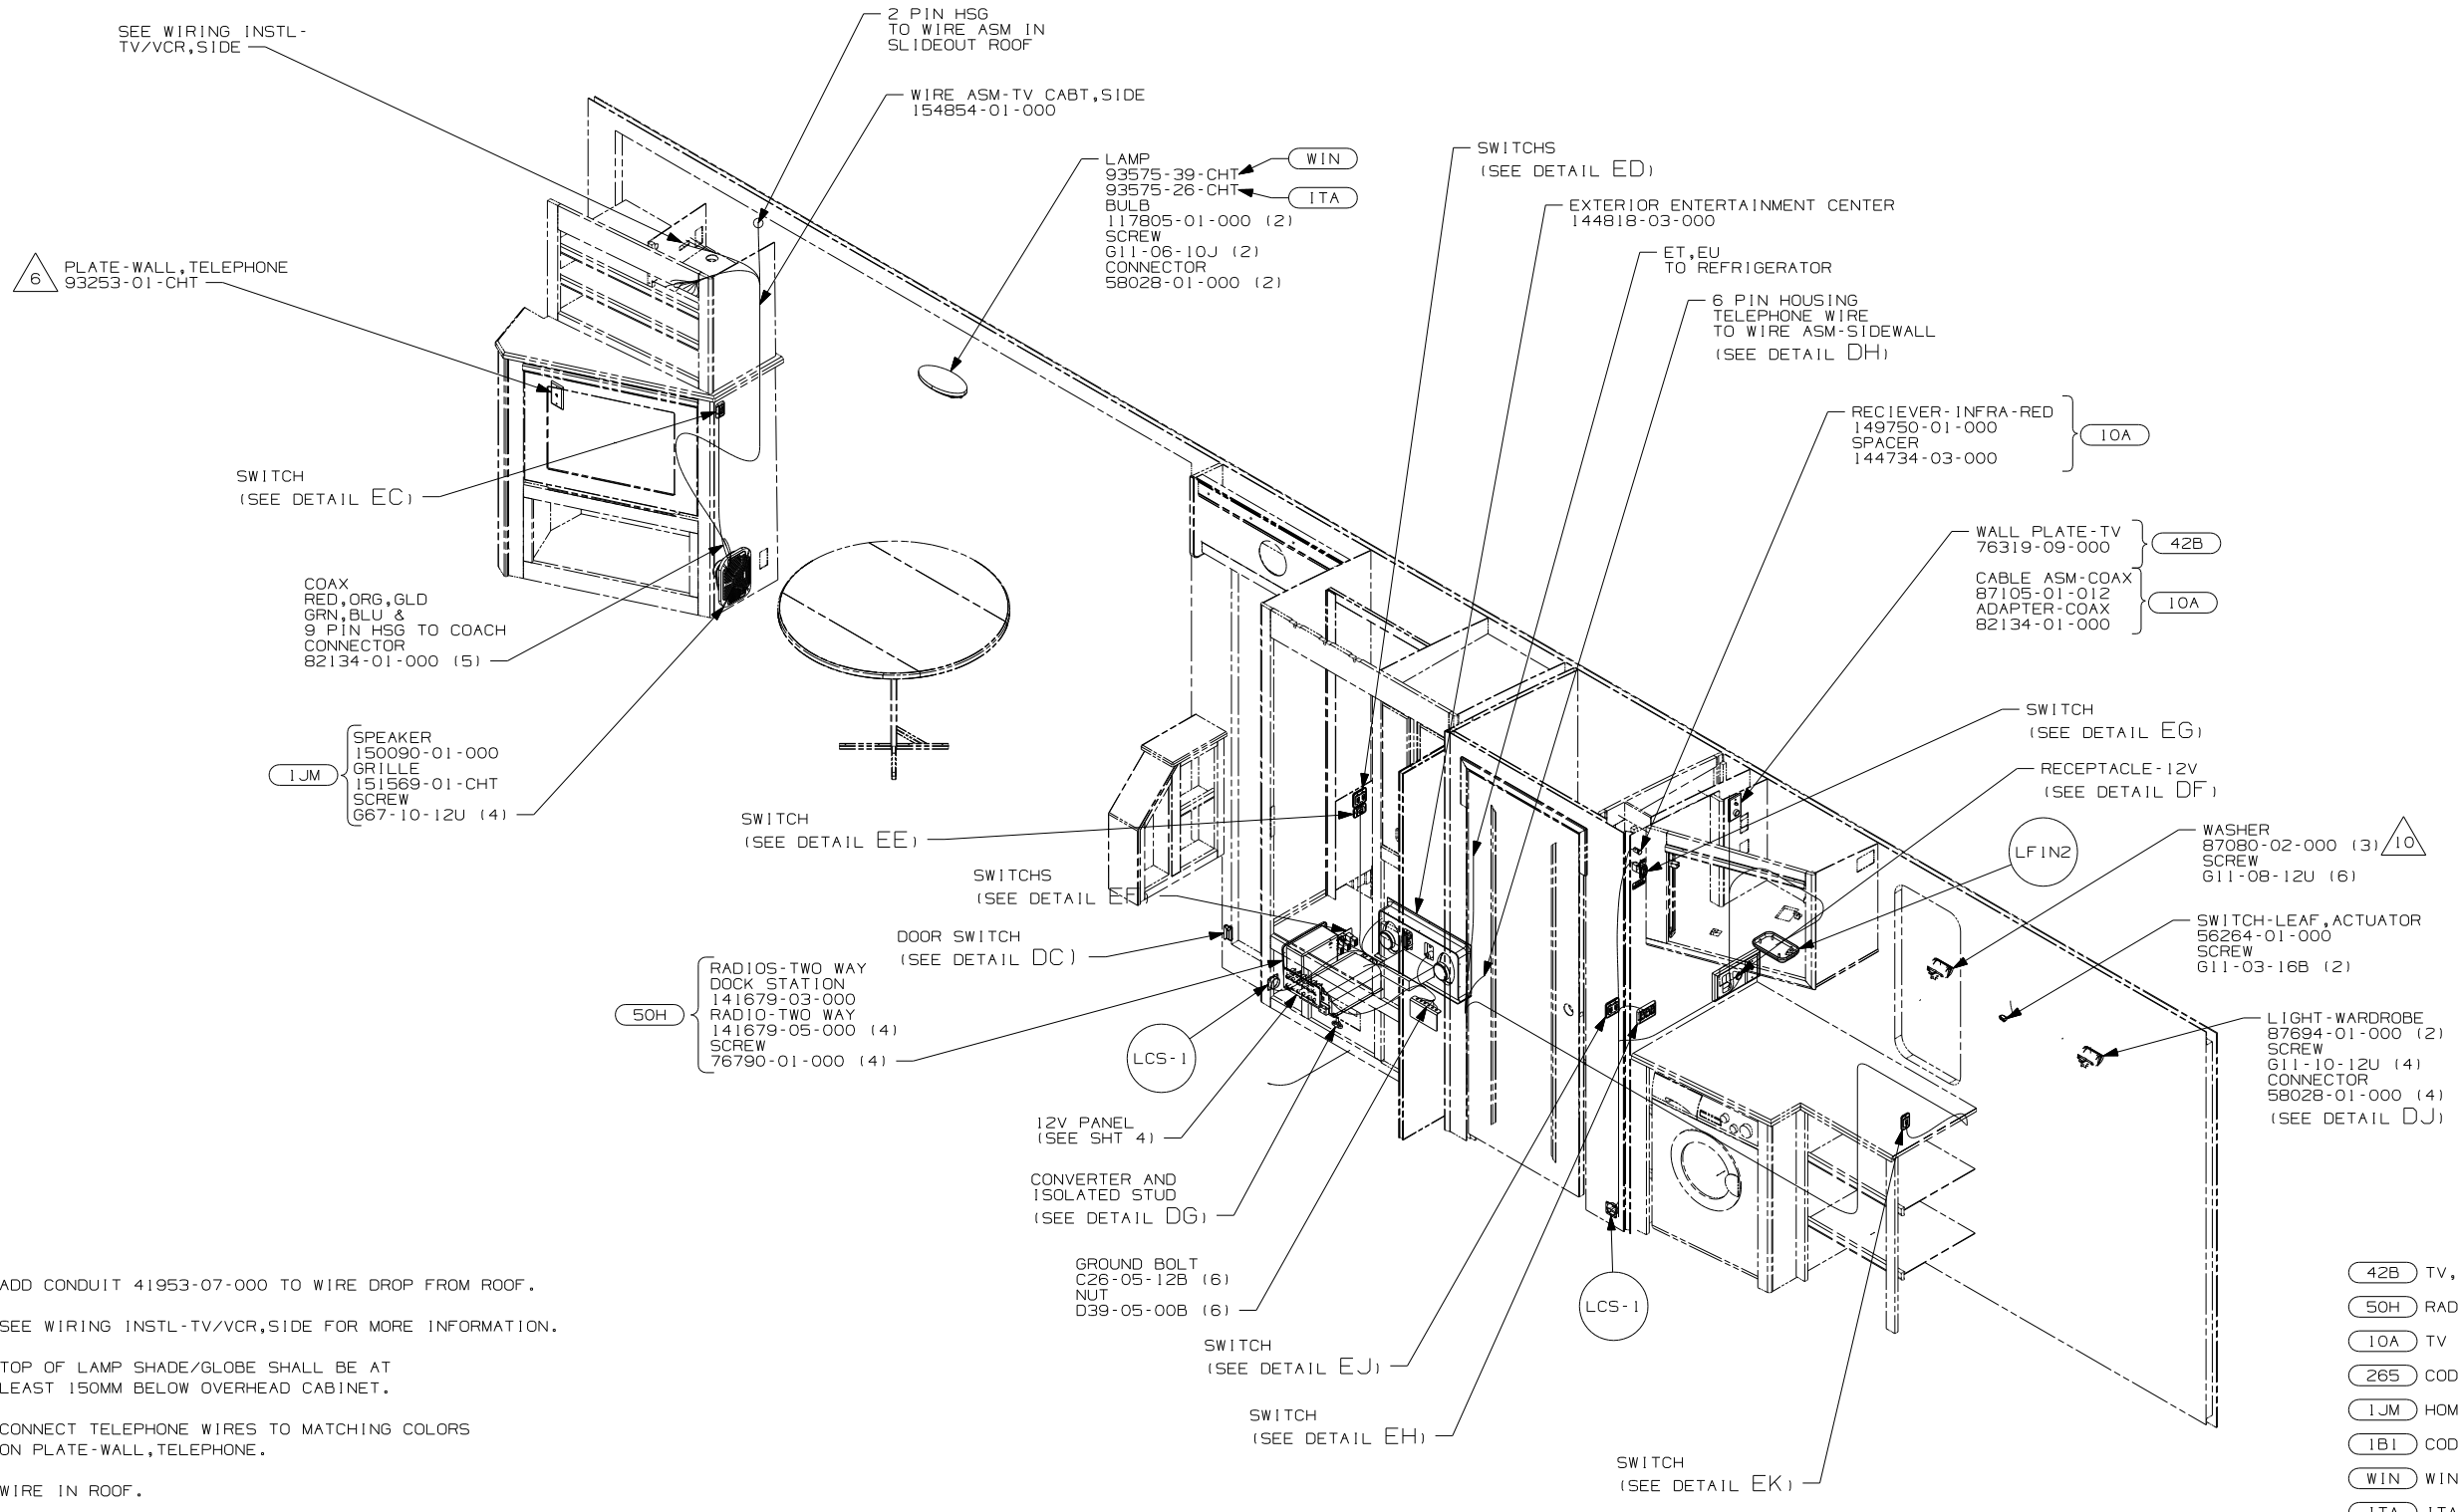 SEE WIRING INSTL-
TV/VCR,SIDE
2 PIN HSG
TO WIRE ASM IN
SLIDEOUT ROOF
WIRE ASM-TV CABT,SIDE
154854-01-000
LAMP
93575-39-CHT
WIN
93575-26-CHT
ITA
BULB
117805-01-000 (2)
SCREW
G11-06-10J (2)
CONNECTOR
58028-01-000 (2)
SWITCHS
(SEE DETAIL ED)
EXTERIOR ENTERTAINMENT CENTER
144818-03-000
ET,EU
TO REFRIGERATOR
6 PIN HOUSING
TELEPHONE WIRE
TO WIRE ASM-SIDEWALL
(SEE DETAIL DH)
6
PLATE-WALL,TELEPHONE
93253-01-CHT
RECIEVER-INFRA-RED
149750-01-000
SPACER
144734-03-000
10A
SWITCH
(SEE DETAIL EC)
WALL PLATE-TV
76319-09-000
42B
CABLE ASM-COAX
87105-01-012
ADAPTER-COAX
82134-01-000
10A
COAX
RED,ORG,GLD
GRN,BLU &
9 PIN HSG TO COACH
CONNECTOR
82134-01-000 (5)
1JM
SPEAKER
150090-01-000
GRILLE
151569-01-CHT
SCREW
G67-10-12U (4)
SWITCH
(SEE DETAIL EG)
RECEPTACLE-12V
(SEE DETAIL DF)
SWITCH
(SEE DETAIL EE)
LF1N2
WASHER
87080-02-000 (3)
10
SCREW
G11-08-12U (6)
SWITCHS
(SEE DETAIL EF)
SWITCH-LEAF,ACTUATOR
56264-01-000
SCREW
G11-03-16B (2)
DOOR SWITCH
(SEE DETAIL DC)
50H
RADIOS-TWO WAY
DOCK STATION
141679-03-000
RADIO-TWO WAY
141679-05-000 (4)
SCREW
76790-01-000 (4)
LCS-1
LIGHT-WARDROBE
87694-01-000 (2)
SCREW
G11-10-12U (4)
CONNECTOR
58028-01-000 (4)
(SEE DETAIL DJ)
12V PANEL
(SEE SHT 4)
CONVERTER AND
ISOLATED STUD
(SEE DETAIL DG)
GROUND BOLT
C26-05-12B (6)
NUT
D39-05-00B (6)
LCS-1
SWITCH
(SEE DETAIL EJ)
SWITCH
(SEE DETAIL EH)
SWITCH
(SEE DETAIL EK)
ADD CONDUIT 41953-07-000 TO WIRE DROP FROM ROOF.
SEE WIRING INSTL-TV/VCR,SIDE FOR MORE INFORMATION.
TOP OF LAMP SHADE/GLOBE SHALL BE AT
LEAST 150MM BELOW OVERHEAD CABINET.
CONNECT TELEPHONE WIRES TO MATCHING COLORS
ON PLATE-WALL,TELEPHONE.
WIRE IN ROOF.
42B TV,
50H RAD
10A TV
265 COD
1JM HOM
1B1 COD
WIN WIN
ITA ITA